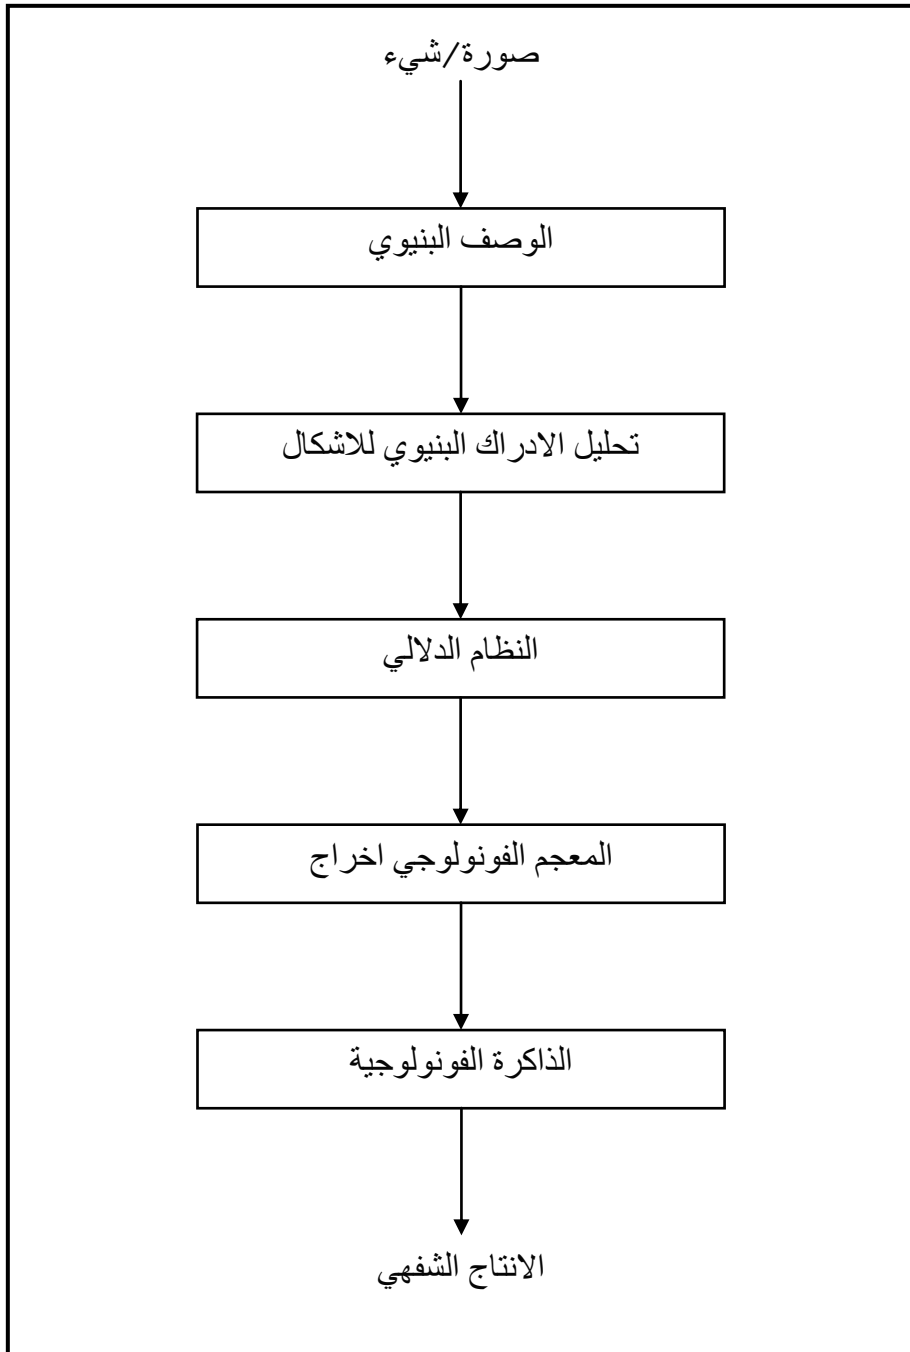 صورة/شيء
الوصف البنيوي
تحليل الادراك البنيوي للاشكال
النظام الدلالي
المعجم الفونولوجي اخراج
الذاكرة الفونولوجية
الانتاج الشفهي